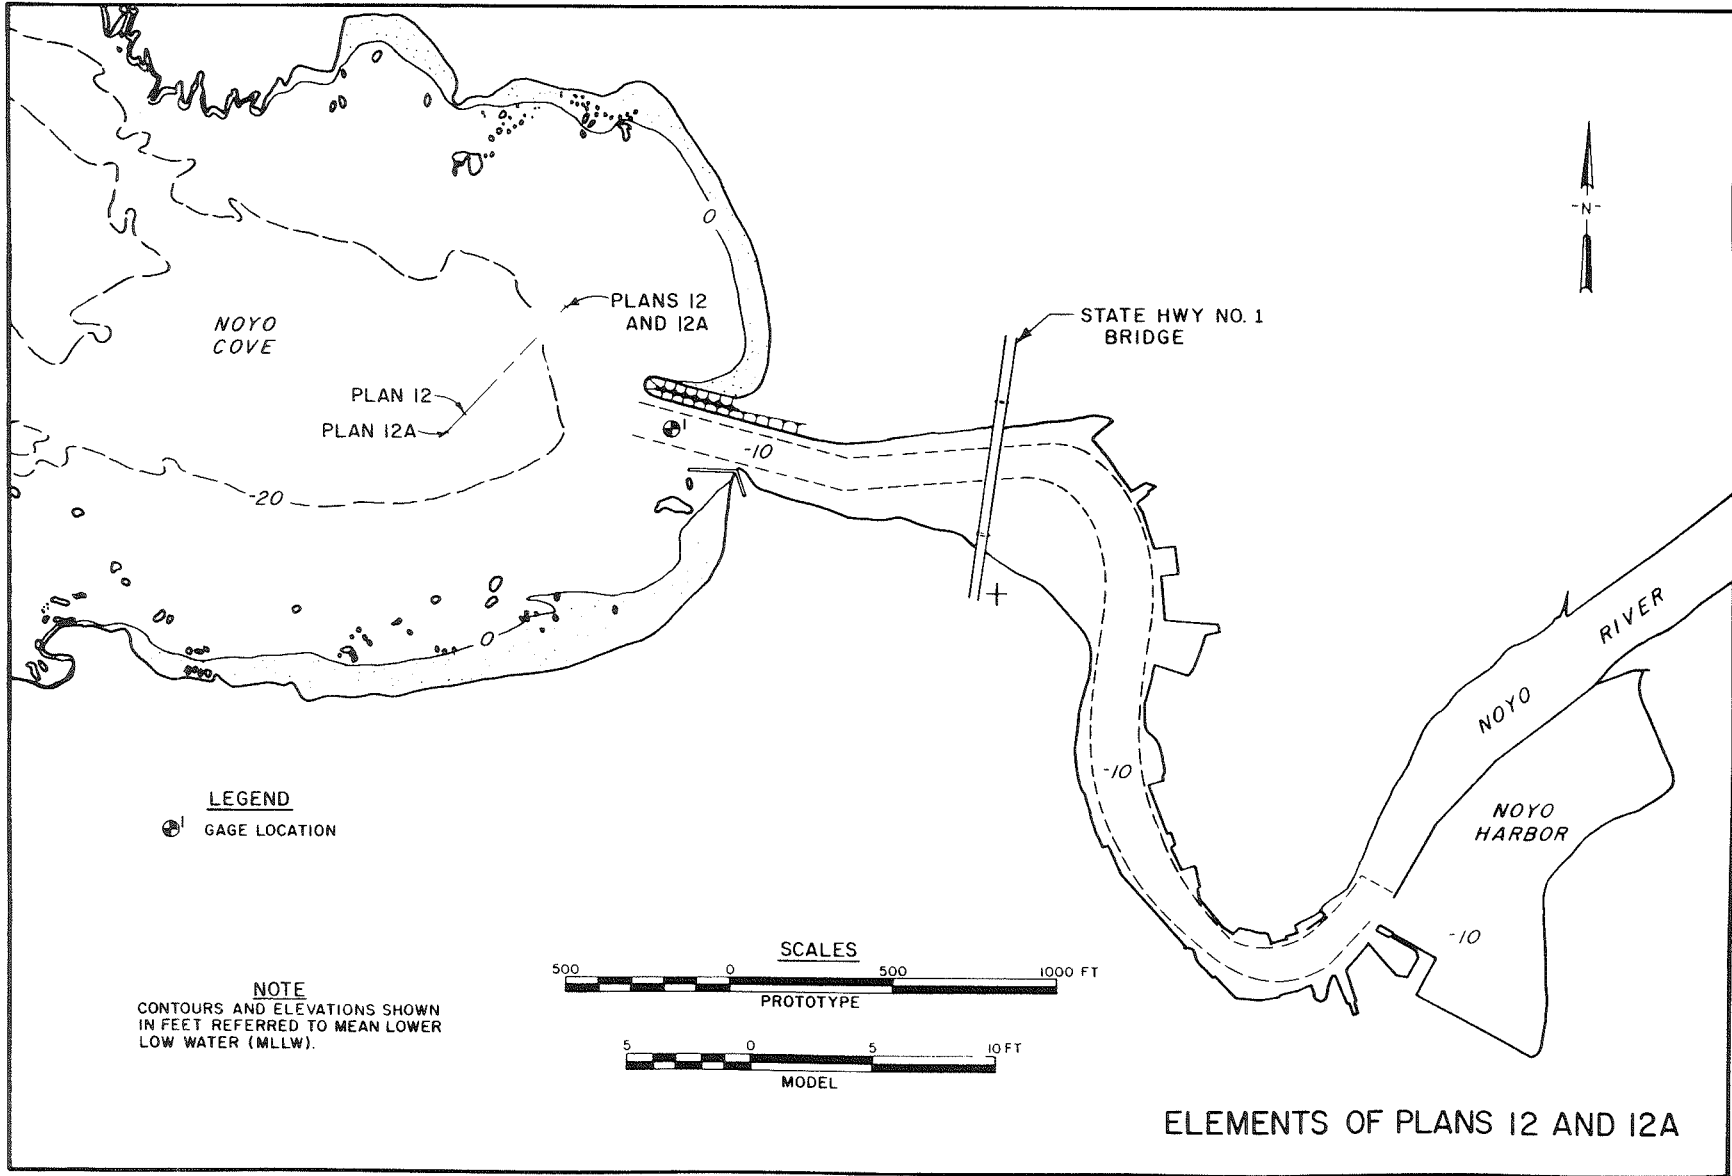 0
-N-
PLANS 12
AND 12A
STATE HWY NO. 1
BRIDGE
NOYO
COVE
PLAN 12
PLAN 12A
1
-10
-20
0
NOYO RIVER
-10
NOYO
HARBOR
-10
LEGEND
1 GAGE LOCATION
NOTE
CONTOURS AND ELEVATIONS SHOWN
IN FEET REFERRED TO MEAN LOWER
LOW WATER (MLLW).
SCALES
500 0 500 1000 FT
PROTOTYPE
5 0 5 10 FT
MODEL
ELEMENTS OF PLANS 12 AND 12A